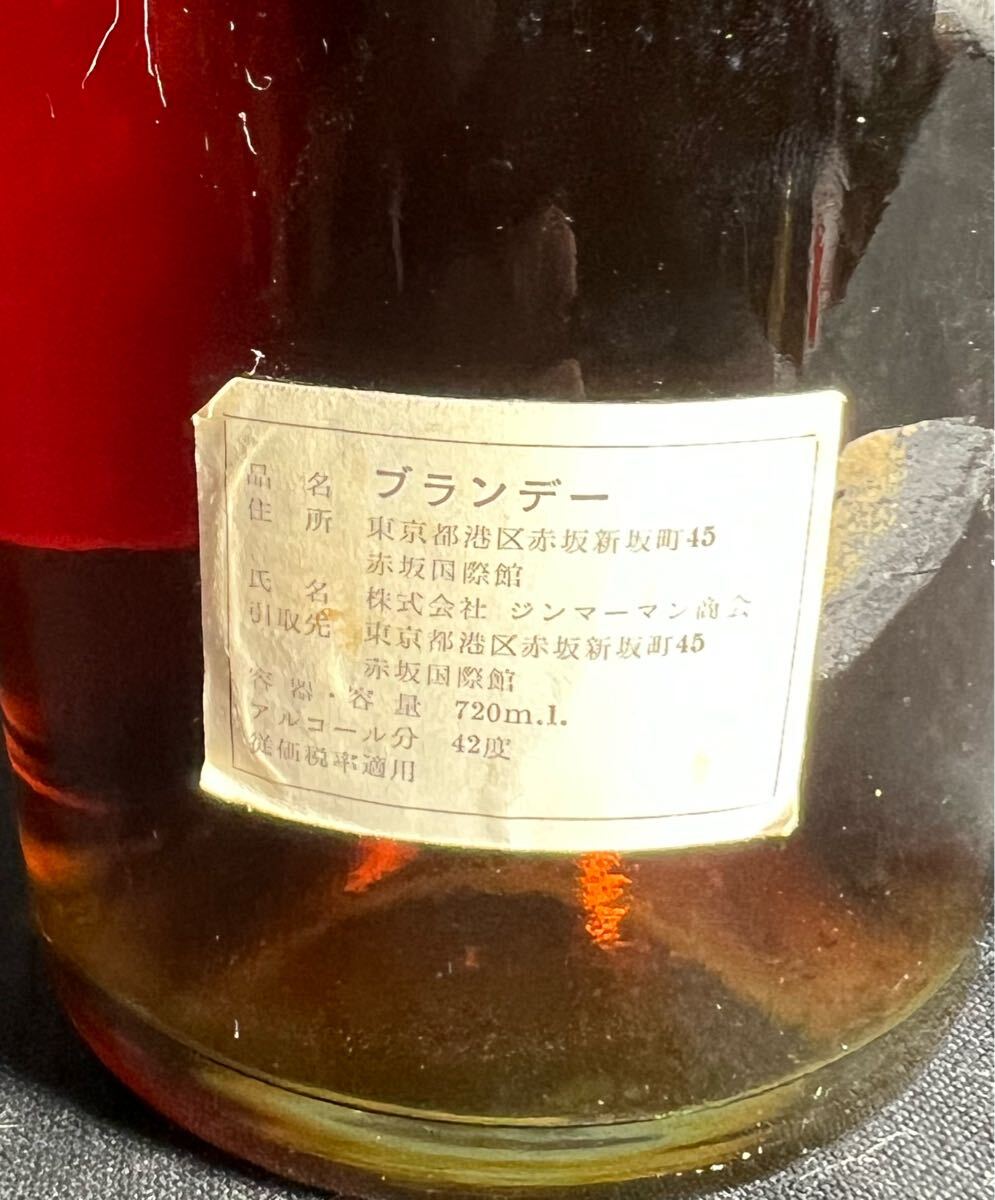 品名 ブランデー
住所 東京都港区赤坂新坂町45
赤坂国際館
氏名 株式会社 ジンマーマン商会
引取先 東京都港区赤坂新坂町45
赤坂国際館
容器・容量 720m.l.
アルコール分 42度
従価税率適用